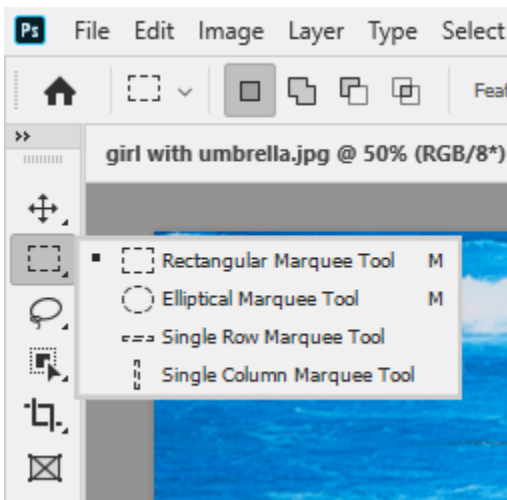 Ps File Edit Image Layer Type Select
girl with umbrella.jpg @ 50% (RGB/8*)
Rectangular Marquee Tool M
Elliptical Marquee Tool M
Single Row Marquee Tool
Single Column Marquee Tool